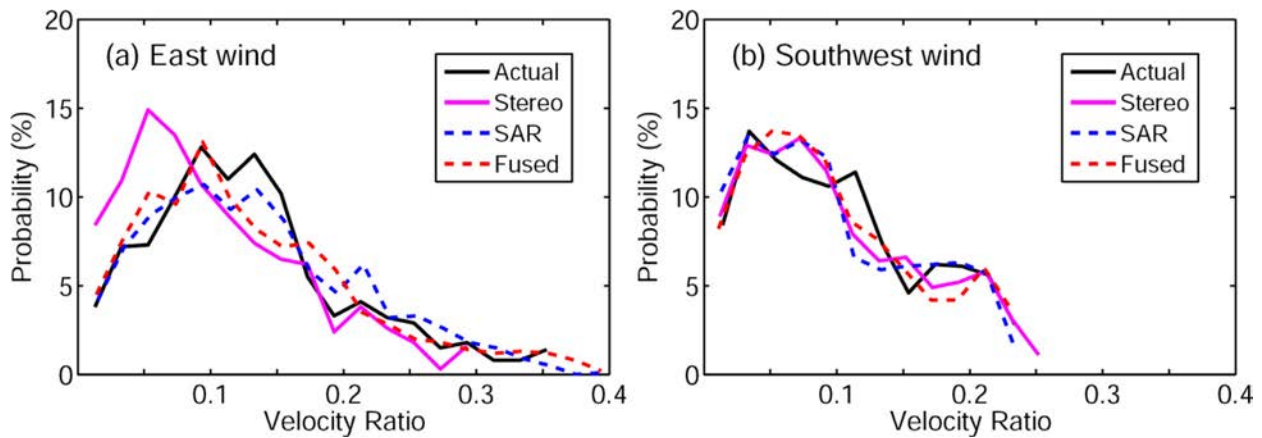 (a) East wind
Actual
Stereo
SAR
Fused
20
15
10
5
0
Probability (%)
0.1
0.2
0.3
0.4
Velocity Ratio
(b) Southwest wind
Actual
Stereo
SAR
Fused
20
15
10
5
0
Probability (%)
0.1
0.2
0.3
0.4
Velocity Ratio